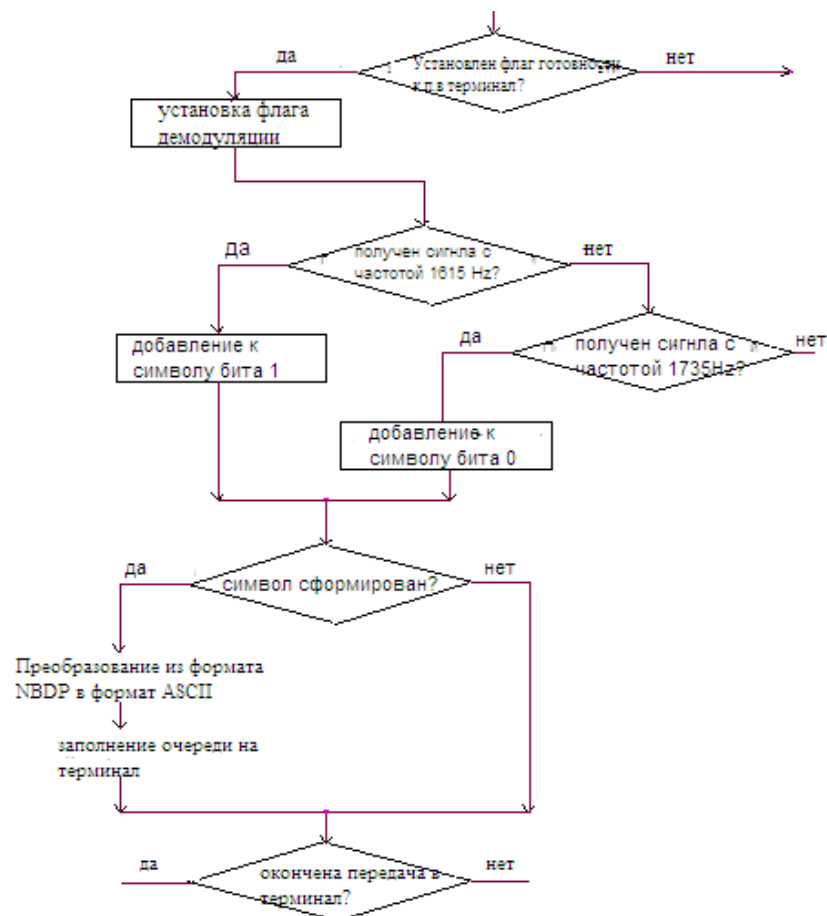 да
Установлен флаг готовности
нет
к п.в терминал?
установка флага
демодуляции
да
получен сигнла с
частотой 1615 Hz?
нет
добавление к
символу бита 1
да
получен сигнла с
частотой 1735Hz?
нет
добавление к
символу бита 0
да
символ сформирован?
нет
Преобразование из формата
NBDP в формат ASCII
заполнение очереди на
терминал
да
окончена передача в
терминал?
нет